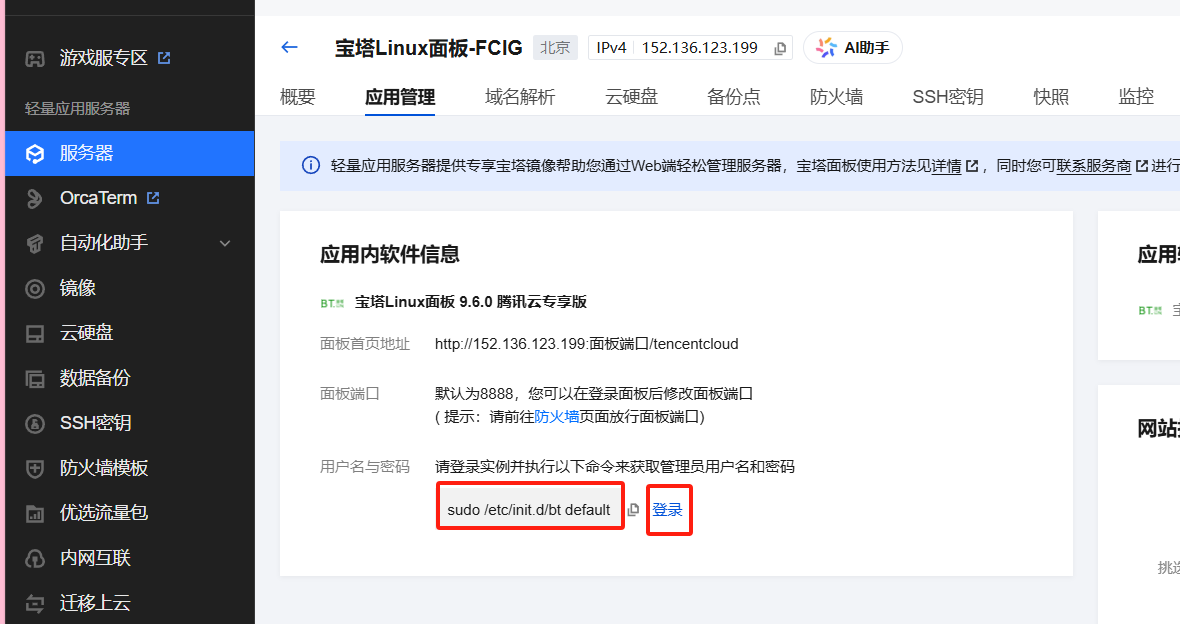 游戏服专区
轻量应用服务器
服务器
OrcaTerm
自动化助手
镜像
云硬盘
数据备份
SSH密钥
防火墙模板
优选流量包
内网互联
迁移上云
宝塔Linux面板-FCIG 北京 IPv4 152.136.123.199 AI助手
概要 应用管理 域名解析 云硬盘 备份点 防火墙 SSH密钥 快照 监控
轻量应用服务器提供专享宝塔镜像帮助您通过Web端轻松管理服务器，宝塔面板使用方法见详情 ，同时您可联系服务商 进行
应用内软件信息
BT 宝塔Linux面板 9.6.0 腾讯云专享版
面板首页地址 http://152.136.123.199:面板端口/tencentcloud
面板端口 默认为8888，您可以在登录面板后修改面板端口
( 提示：请前往防火墙页面放行面板端口)
用户名与密码 请登录实例并执行以下命令来获取管理员用户名和密码
sudo /etc/init.d/bt default 登录
应用
BT
网站
挑选